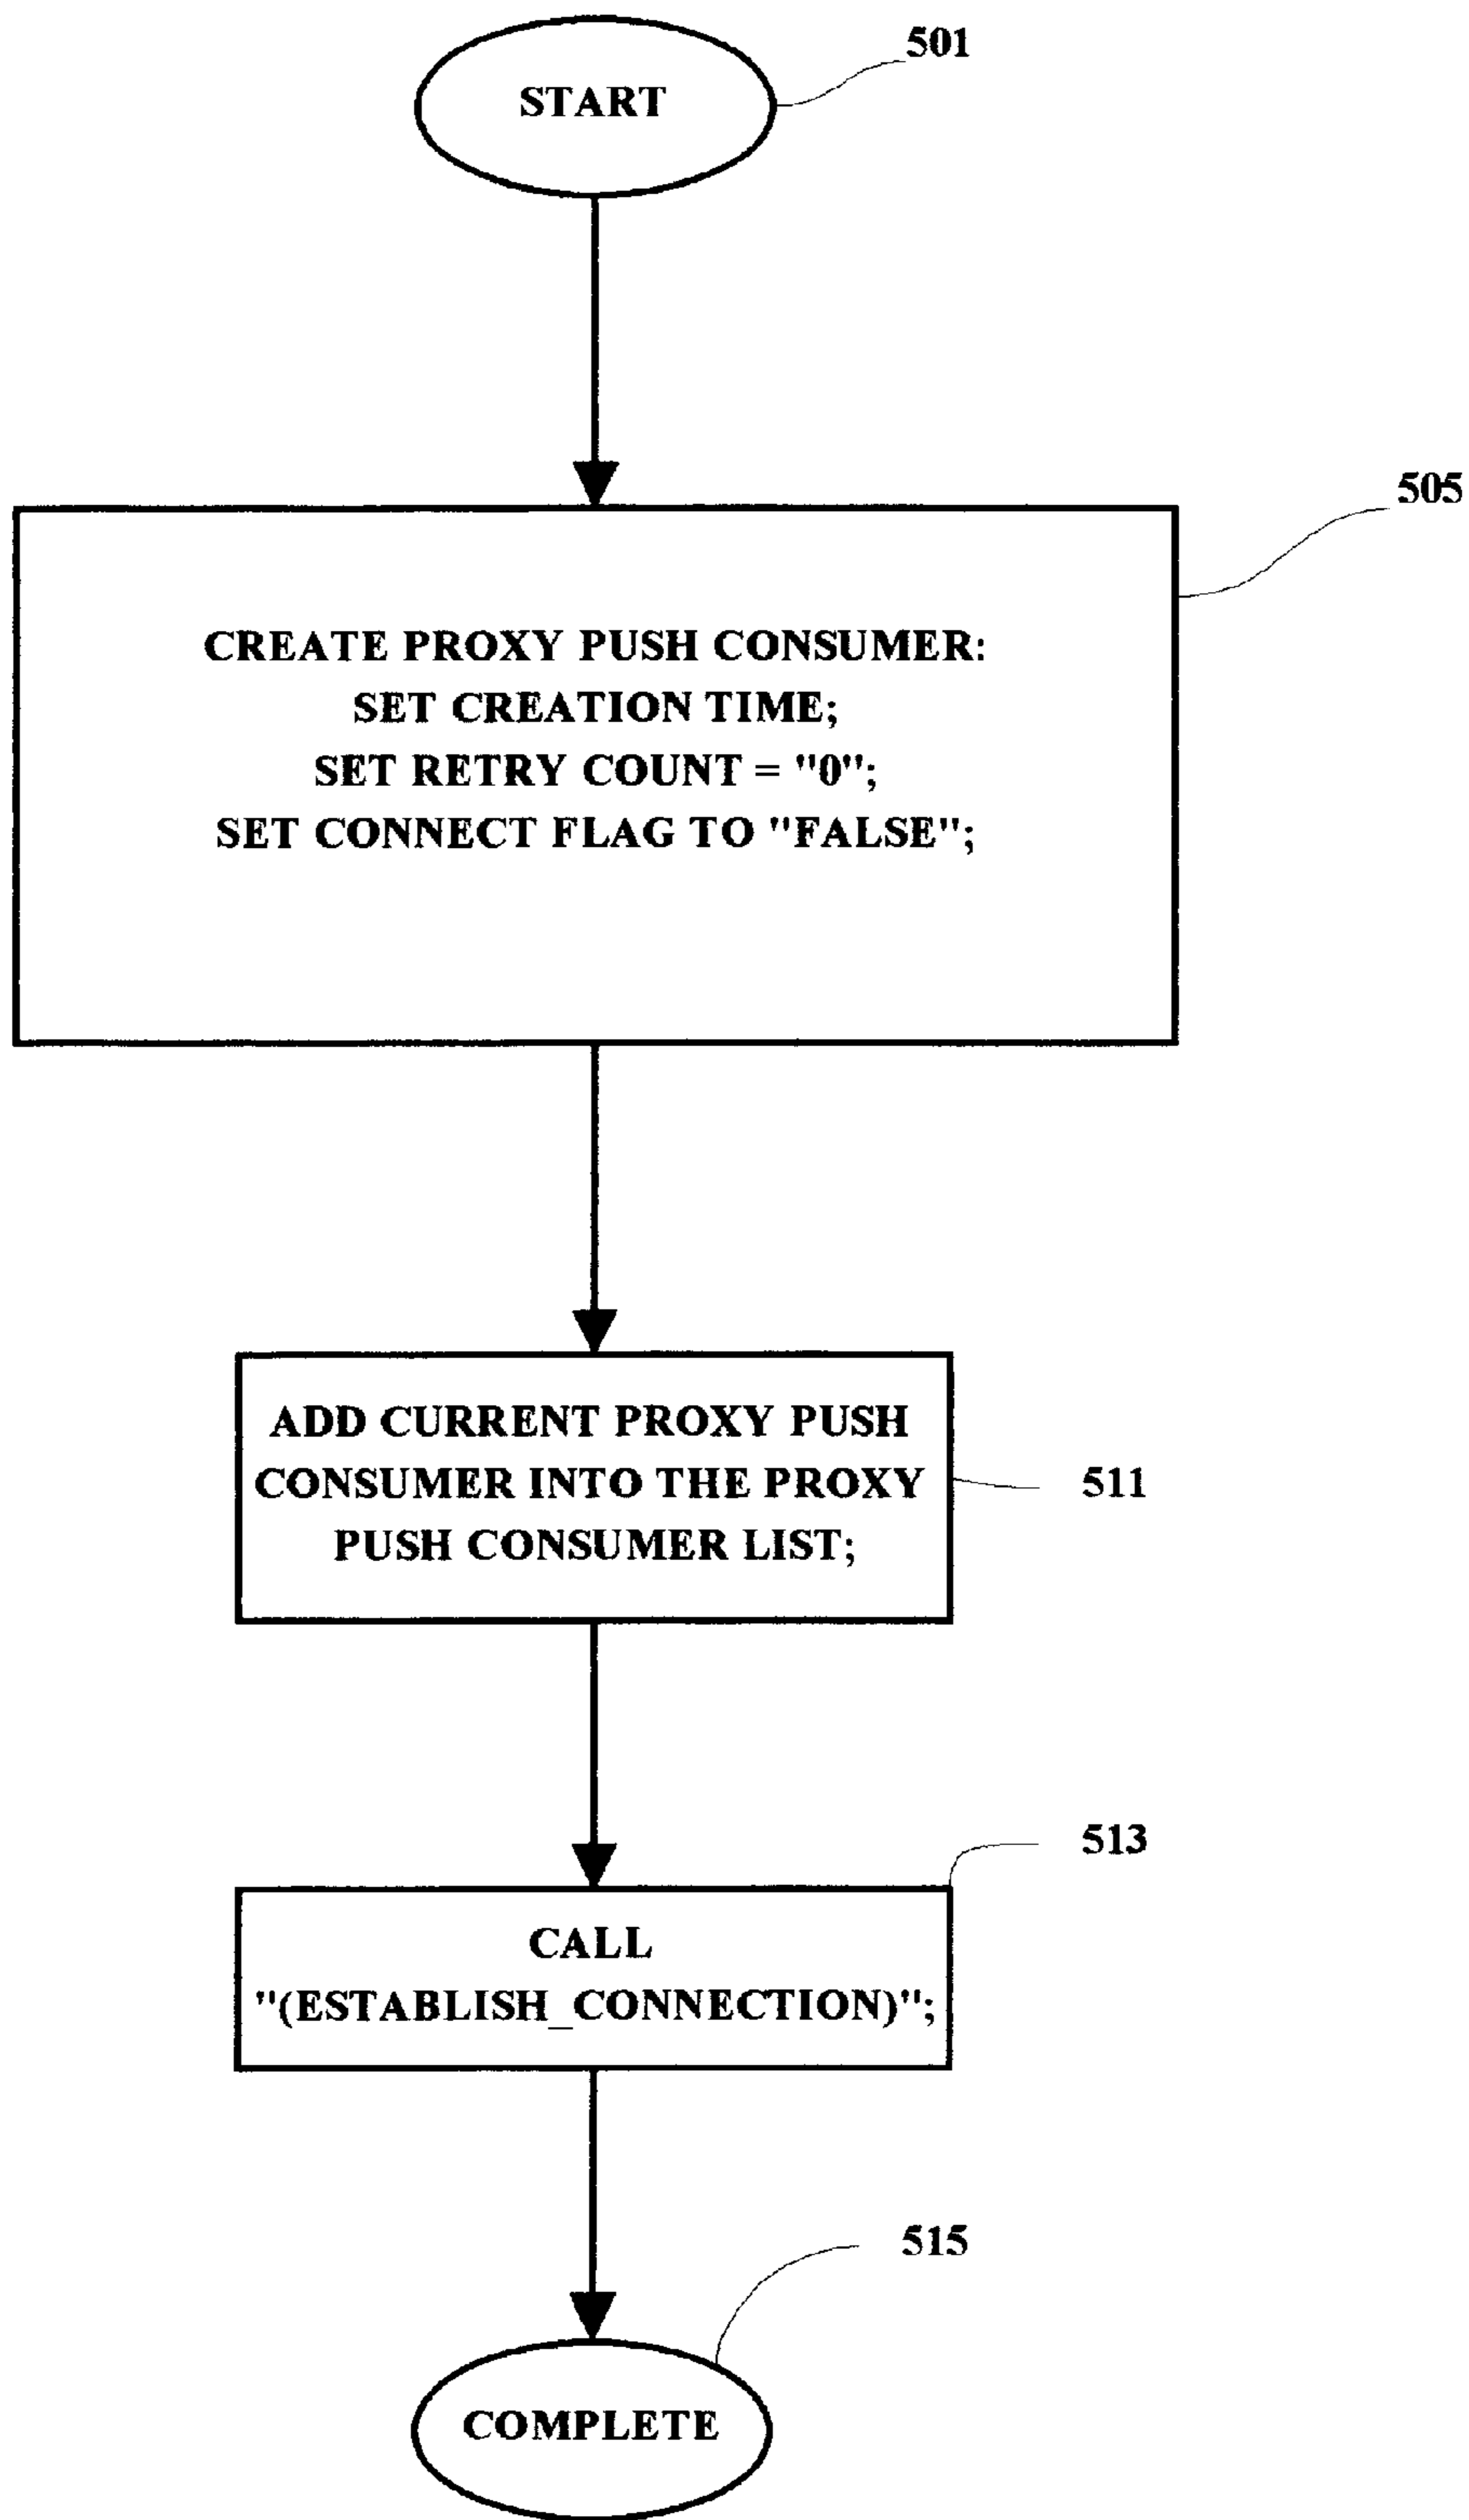 501
START
505
CREATE PROXY PUSH CONSUMER:
SET CREATION TIME;
SET RETRY COUNT = "0";
SET CONNECT FLAG TO "FALSE";
ADD CURRENT PROXY PUSH
CONSUMER INTO THE PROXY
PUSH CONSUMER LIST;
511
513
CALL
"(ESTABLISH_CONNECTION)";
515
COMPLETE